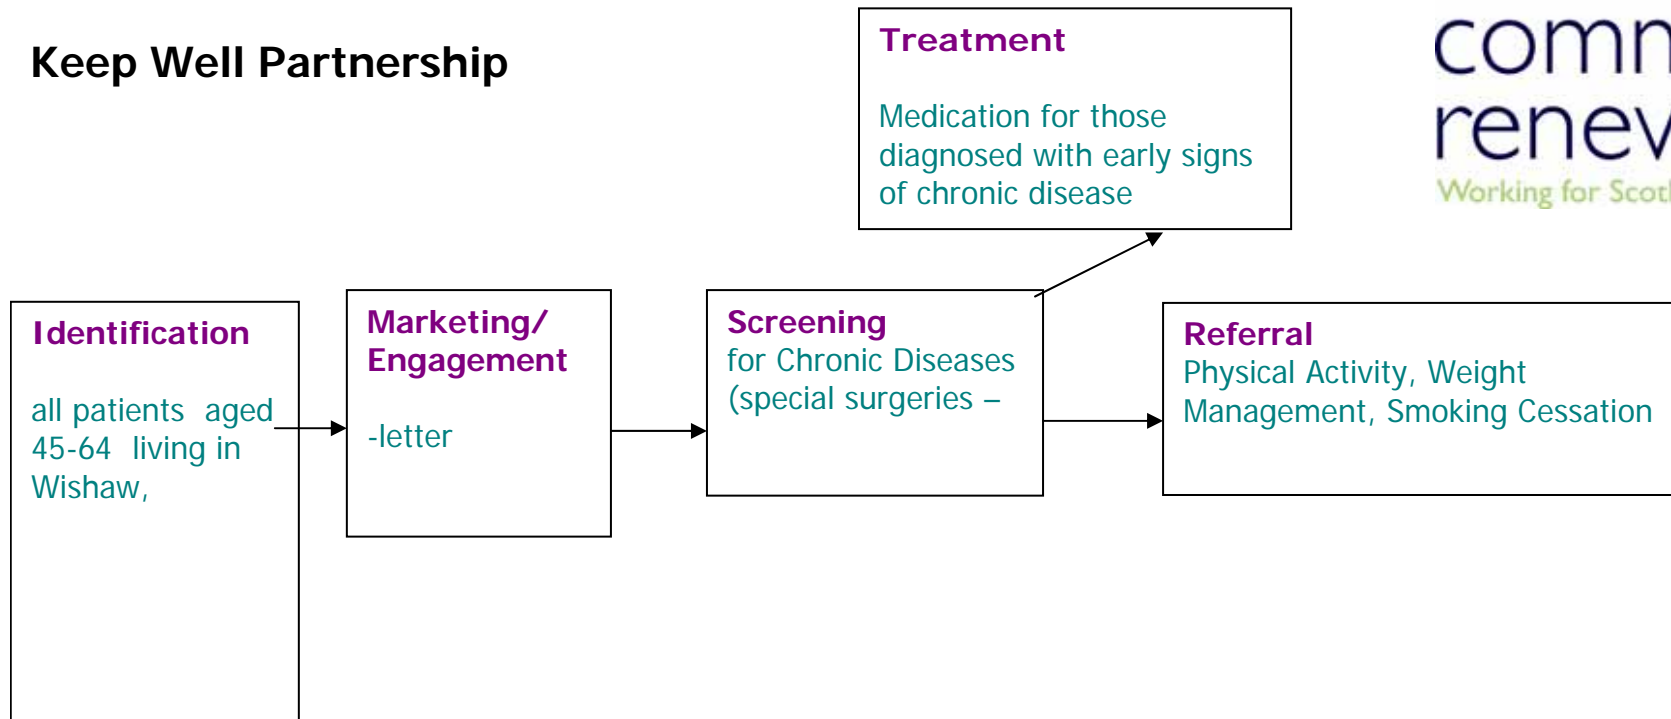 Keep Well Partnership
Treatment
Medication for those
diagnosed with early signs
of chronic disease
Working for
Identification
all patients aged
45-64 living in
Wishaw,
Marketing/
Engagement
-letter
Screening
for Chronic Diseases
(special surgeries –
Referral
Physical Activity, Weight
Management, Smoking Cessation